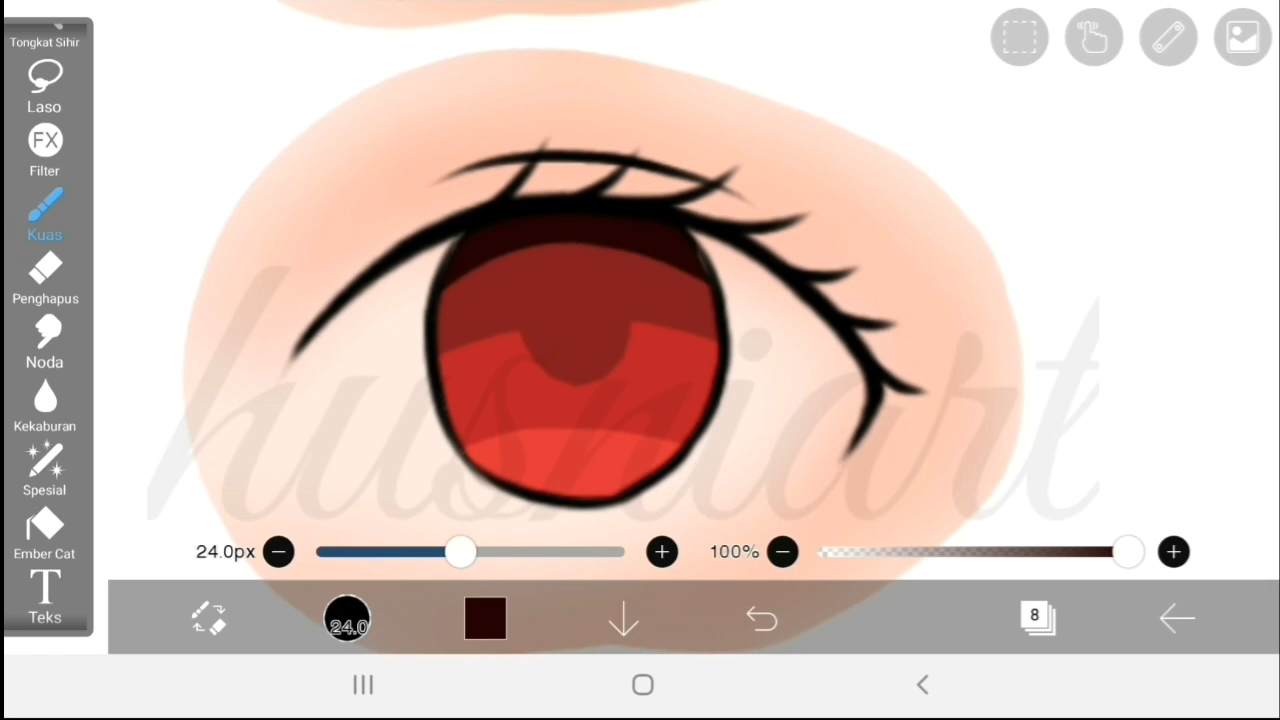 Tongkat Sihir
Laso
FX
Filter
Kuas
Penghapus
Noda
Kekaburan
Spesial
Ember Cat
T
Teks
husniart
24.0px
100%
24.0
8